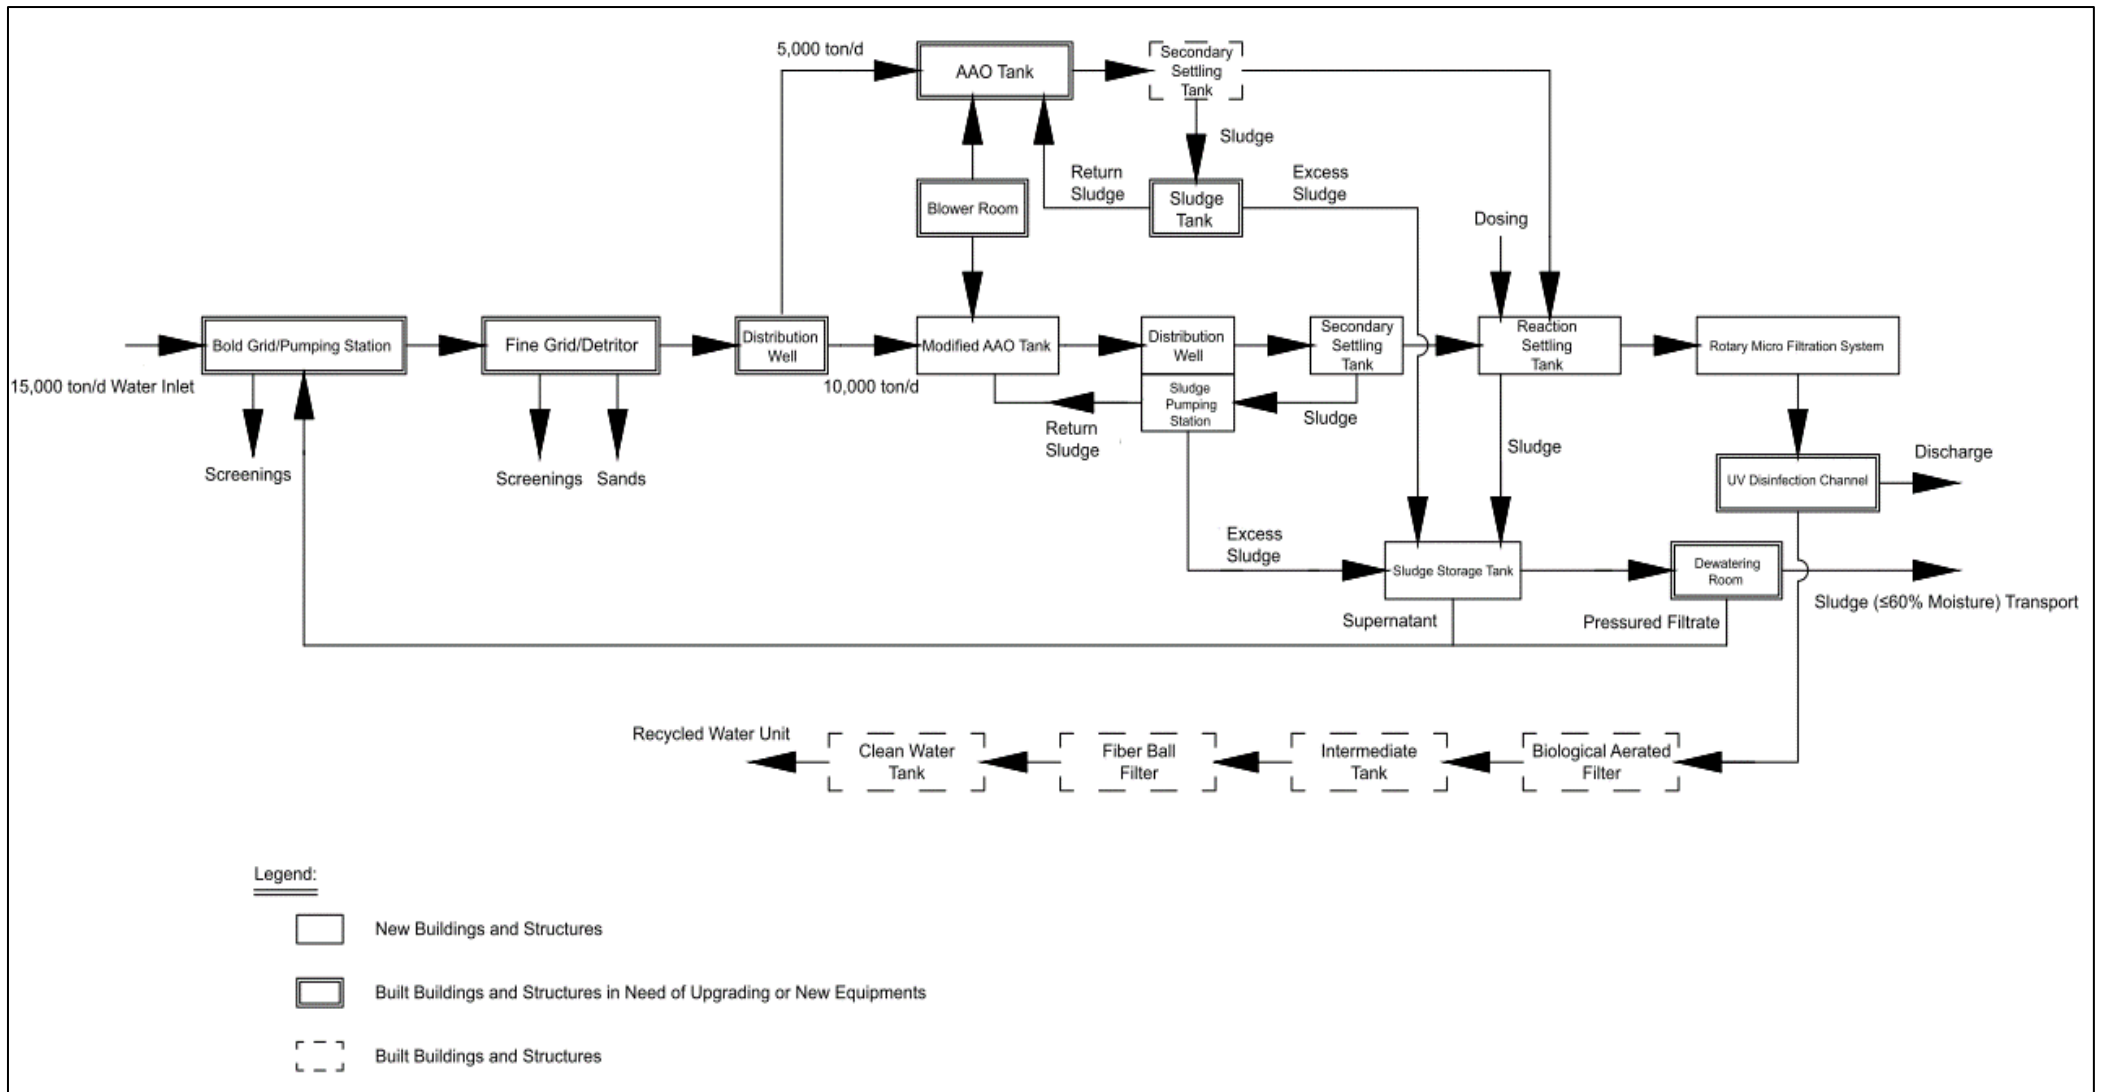 5,000 ton/d
AAO Tank
Secondary
Settling
Tank
Sludge
Return
Sludge
Excess
Sludge
Blower Room
Sludge
Tank
Dosing
Bold Grid/Pumping Station
Fine Grid/Detritor
Distribution
Well
Modified AAO Tank
Distribution
Well
Secondary
Settling
Tank
Reaction
Settling
Tank
Rotary Micro Filtration System
15,000 ton/d Water Inlet
10,000 ton/d
Sludge
Pumping
Station
Sludge
Return
Sludge
Sludge
Screenings
Screenings
Sands
UV Disinfection Channel
Discharge
Excess
Sludge
Sludge Storage Tank
Dewatering
Room
Sludge (≤60% Moisture) Transport
Supernatant
Pressured Filtrate
Recycled Water Unit
Clean Water
Tank
Fiber Ball
Filter
Intermediate
Tank
Biological Aerated
Filter
Legend:
New Buildings and Structures
Built Buildings and Structures in Need of Upgrading or New Equipments
Built Buildings and Structures